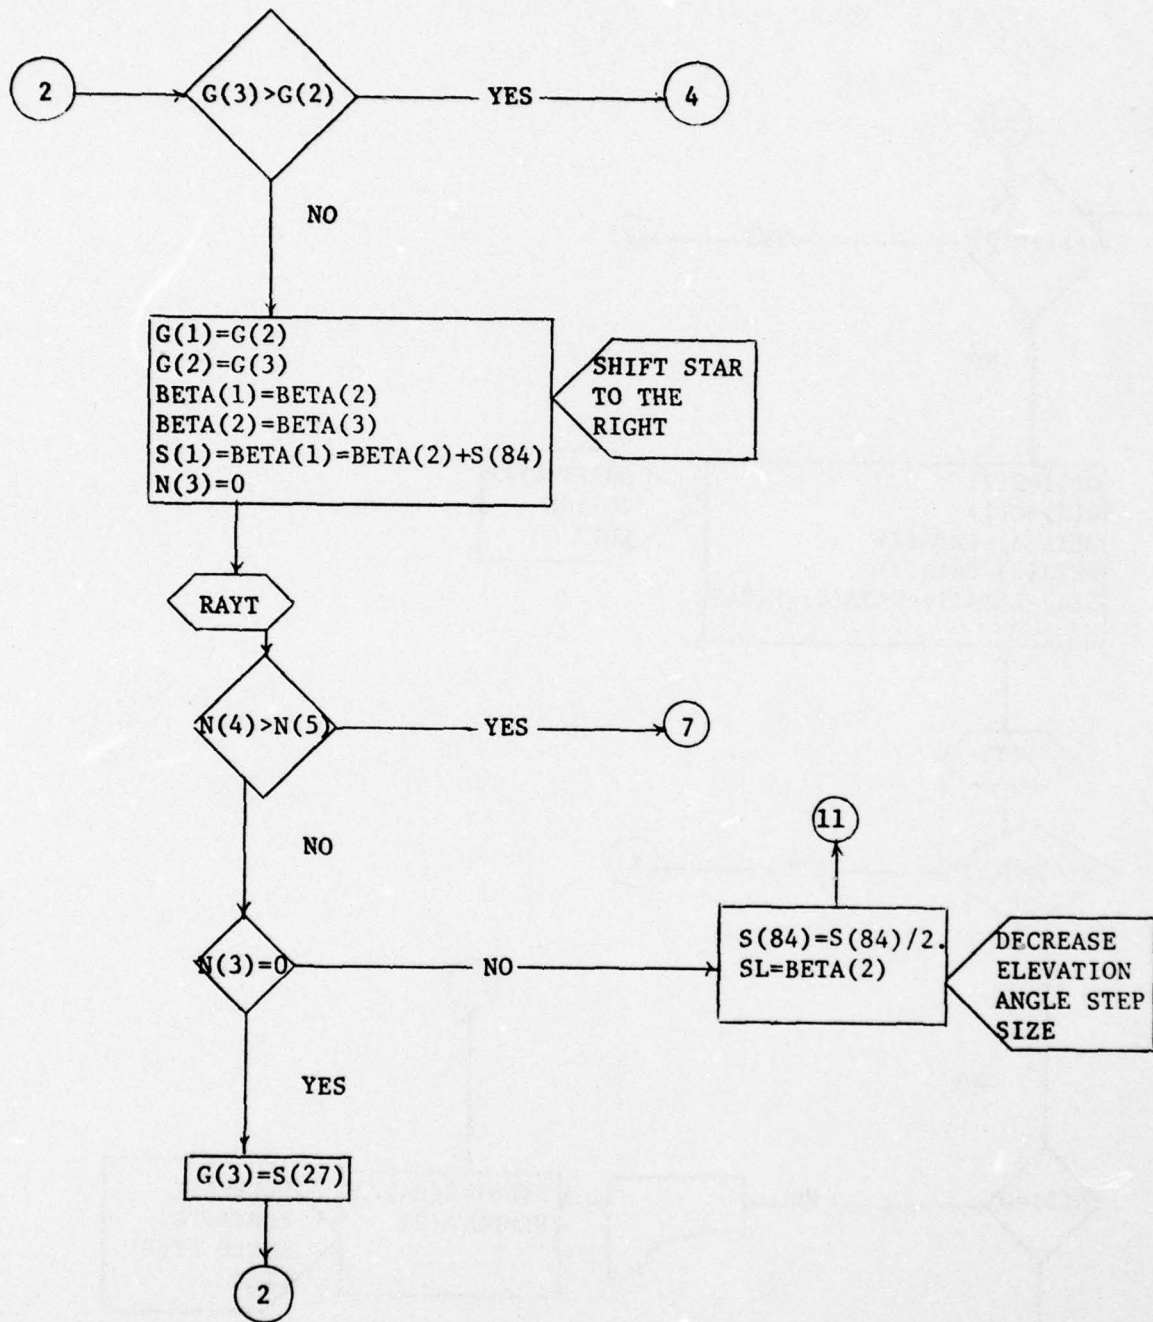 2
G(3)>G(2)
YES
4
NO
G(1)=G(2)
G(2)=G(3)
BETA(1)=BETA(2)
BETA(2)=BETA(3)
S(1)=BETA(1)=BETA(2)+S(84)
N(3)=0
SHIFT STAR
TO THE
RIGHT
RAYT
N(4)>N(5)
YES
7
NO
11
N(3)=0
NO
S(84)=S(84)/2.
SL=BETA(2)
DECREASE
ELEVATION
ANGLE STEP
SIZE
YES
G(3)=S(27)
2